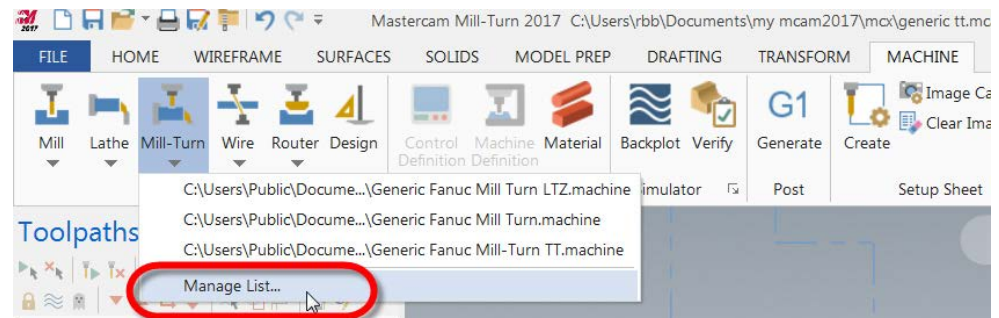 2017
Mastercam Mill-Turn 2017 C:\Users\rbb\Documents\my mcam2017\mcx\generic tt.mc
FILE HOME WIREFRAME SURFACES SOLIDS MODEL PREP DRAFTING TRANSFORM MACHINE
Image Ca
G1
Clear Ima
Mill Lathe Mill-Turn Wire Router Design Control Machine Material Backplot Verify Generate Create
Definition Definition
C:\Users\Public\Docume...\Generic Fanuc Mill Turn LTZ.machine
imulator Post Setup Sheet
C:\Users\Public\Docume...\Generic Fanuc Mill Turn.machine
Toolpaths
C:\Users\Public\Docume...\Generic Fanuc Mill-Turn TT.machine
Manage List...